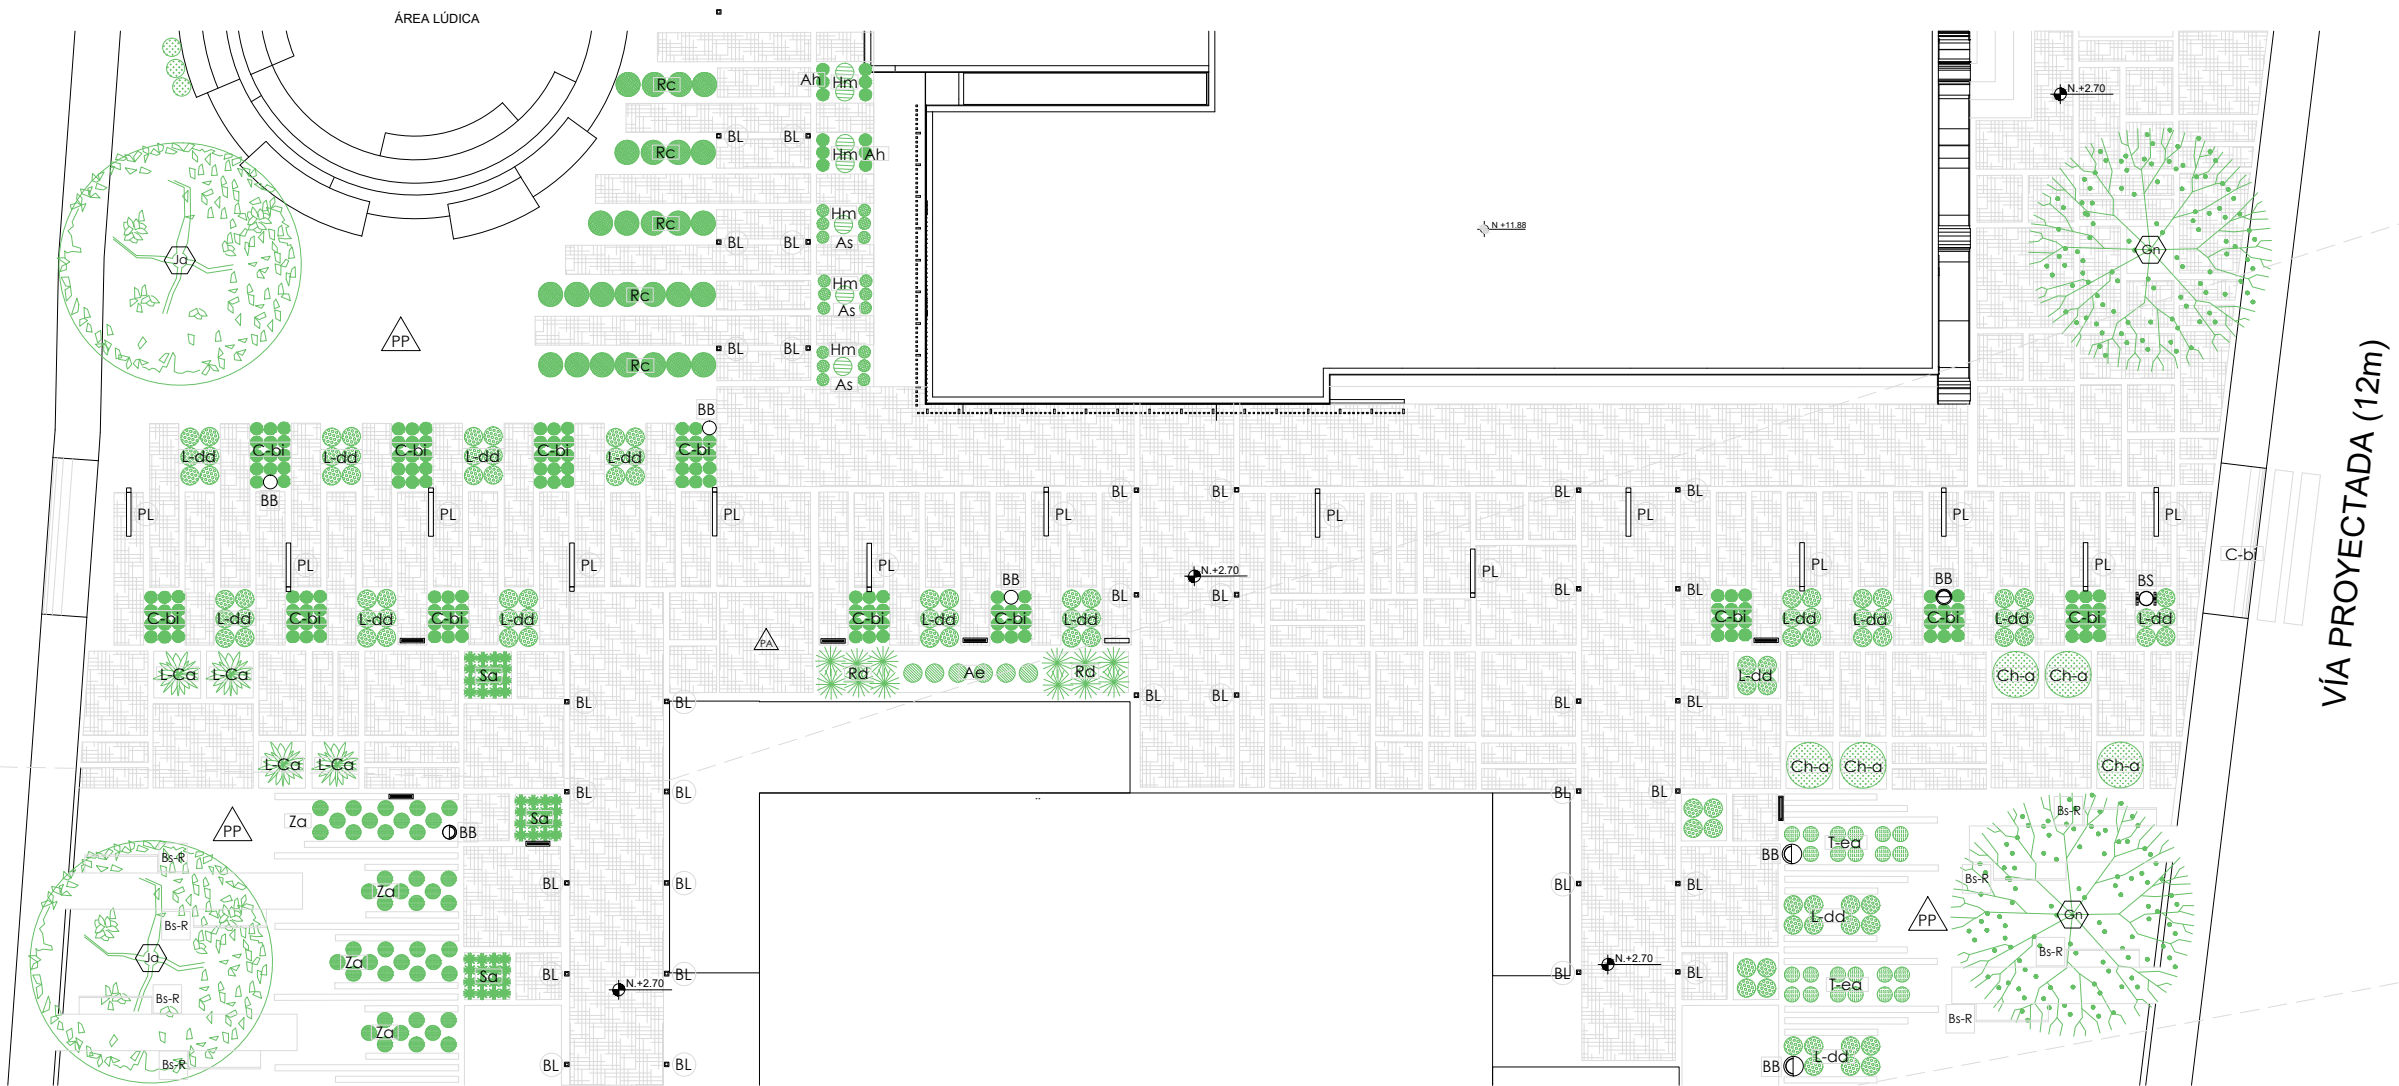 ÁREA LÚDICA
Rc
Ah
Hm
N.+2.70
BL
BL
Rc
Hm
Ah
Rc
Hm
N +11.88
BL
BL
As
Ja
Gn
Rc
Hm
As
PP
BL
BL
Hm
Rc
As
VÍA PROYECTADA (12m)
BB
L-dd
C-bi
L-dd
C-bi
L-dd
C-bi
L-dd
C-bi
BB
BL
BL
BL
BL
PL
PL
PL
PL
PL
PL
PL
PL
C-bi
PL
PL
PL
PL
PL
PL
N.+2.70
BB
BB
BS
BL
BL
BL
BL
C-bi
L-dd
C-bi
L-dd
C-bi
L-dd
C-bi
L-dd
C-bi
L-dd
C-bi
L-dd
L-dd
C-bi
L-dd
C-bi
L-dd
PA
L-Ca
L-Ca
Sa
Rd
Ae
Rd
L-dd
Ch-a
Ch-a
BL
BL
BL
BL
BL
BL
L-Ca
L-Ca
Ch-a
Ch-a
Ch-a
BL
BL
BL
BL
Za
PP
BB
Sa
Bs-R
T-ea
BB
Bs-R
Za
BL
BL
BL
BL
Bs-R
Bs-R
L-dd
PP
Gn
Ja
Za
Sa
BL
BL
N.+2.70
BL
BL
N.+2.70
Bs-R
T-ea
Bs-R
Bs-R
Za
Bs-R
BL
BL
BB
L-dd